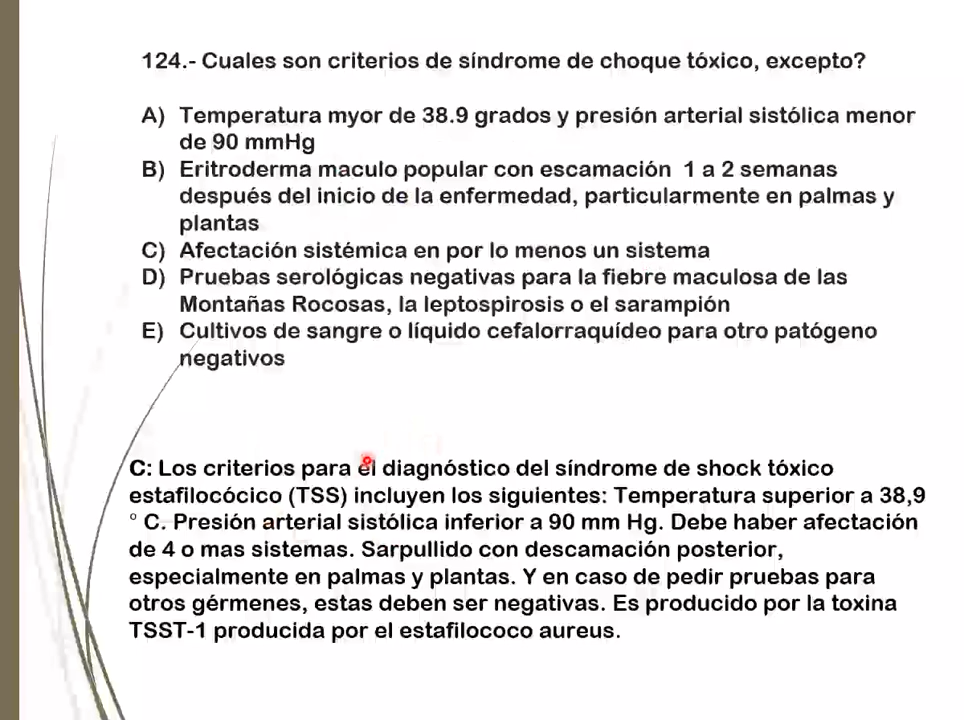 124.- Cuales son criterios de síndrome de choque tóxico, excepto?
A) Temperatura myor de 38.9 grados y presión arterial sistólica menor
de 90 mmHg
B) Eritroderma maculo popular con escamación 1 a 2 semanas
después del inicio de la enfermedad, particularmente en palmas y
plantas
C) Afectación sistémica en por lo menos un sistema
D) Pruebas serológicas negativas para la fiebre maculosa de las
Montañas Rocosas, la leptospirosis o el sarampión
E) Cultivos de sangre o líquido cefalorraquídeo para otro patógeno
negativos
C: Los criterios para el diagnóstico del síndrome de shock tóxico
estafilocócico (TSS) incluyen los siguientes: Temperatura superior a 38,9
° C. Presión arterial sistólica inferior a 90 mm Hg. Debe haber afectación
de 4 o mas sistemas. Sarpullido con descamación posterior,
especialmente en palmas y plantas. Y en caso de pedir pruebas para
otros gérmenes, estas deben ser negativas. Es producido por la toxina
TSST-1 producida por el estafilococo aureus.